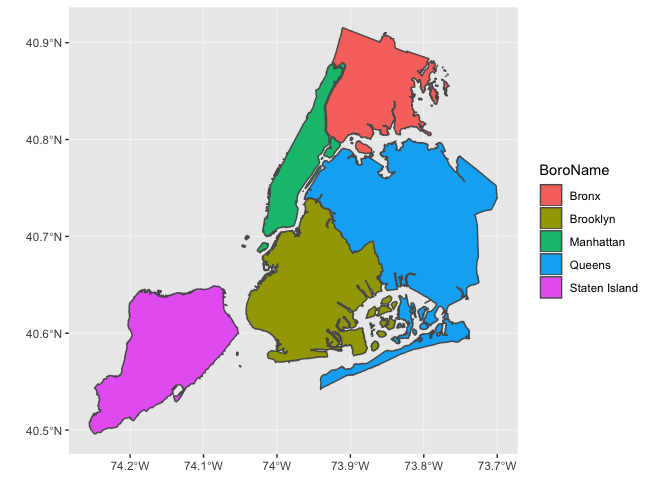 40.9°N
40.8°N
40.7°N
40.6°N
40.5°N
74.2°W
74.1°W
74°W
73.9°W
73.8°W
73.7°W
BoroName
Bronx
Brooklyn
Manhattan
Queens
Staten Island